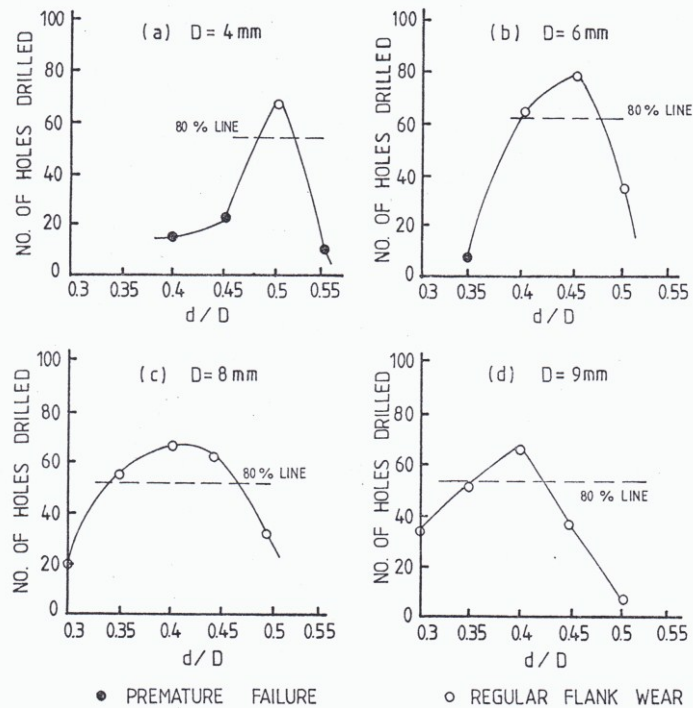 (a) D = 4 mm
NO. OF HOLES DRILLED
100
80
60
40
20
0
80 % LINE
0.3 0.35 0.4 0.45 0.5 0.55
d / D
(b) D = 6 mm
NO. OF HOLES DRILLED
100
80
60
40
20
0
80 % LINE
0.3 0.35 0.4 0.45 0.5 0.55
d / D
(c) D = 8 mm
NO. OF HOLES DRILLED
100
80
60
40
20
0
80 % LINE
0.3 0.35 0.4 0.45 0.5 0.55
d / D
(d) D = 9 mm
NO. OF HOLES DRILLED
100
80
60
40
20
0
80 % LINE
0.3 0.35 0.4 0.45 0.5 0.55
d / D
PREMATURE FAILURE
REGULAR FLANK WEAR